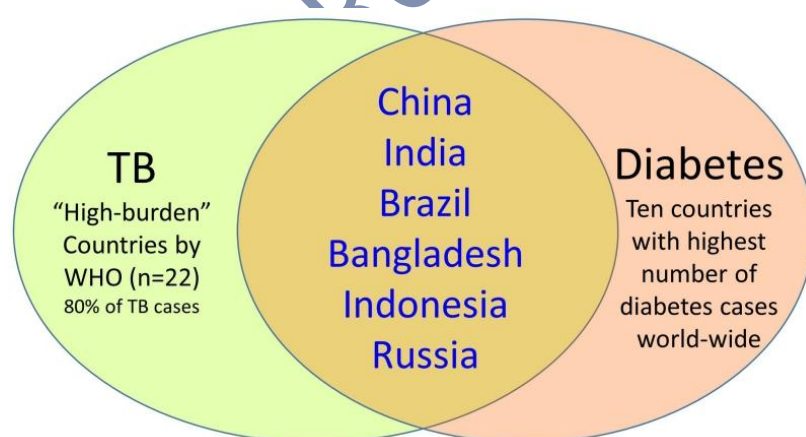 TB
“High-burden”
Countries by
WHO (n=22)
80% of TB cases
China
India
Brazil
Bangladesh
Indonesia
Russia
Diabetes
Ten countries
with highest
number of
diabetes cases
world-wide